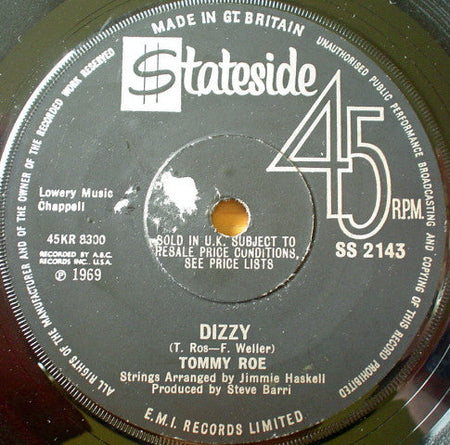 MADE IN GT. BRITAIN
$tateside
UNAUTHORISED PUBLIC PERFORMANCE BROADCASTING AND COPYING OF THIS RECORD PROHIBITED
ALL RIGHTS OF THE MANUFACTURER AND OF THE OWNER OF THE RECORDED WORK RESERVED
45 R.P.M.
Lowery Music
Chappell
SS 2143
45KR 8300
RECORDED BY A.B.C.
RECORDS INC., U.S.A.
℗ 1969
SOLD IN U.K. SUBJECT TO
RESALE PRICE CONDITIONS,
SEE PRICE LISTS
DIZZY
(T. Ros—F. Weller)
TOMMY ROE
Strings Arranged by Jimmie Haskell
Produced by Steve Barri
E.M.I. RECORDS LIMITED